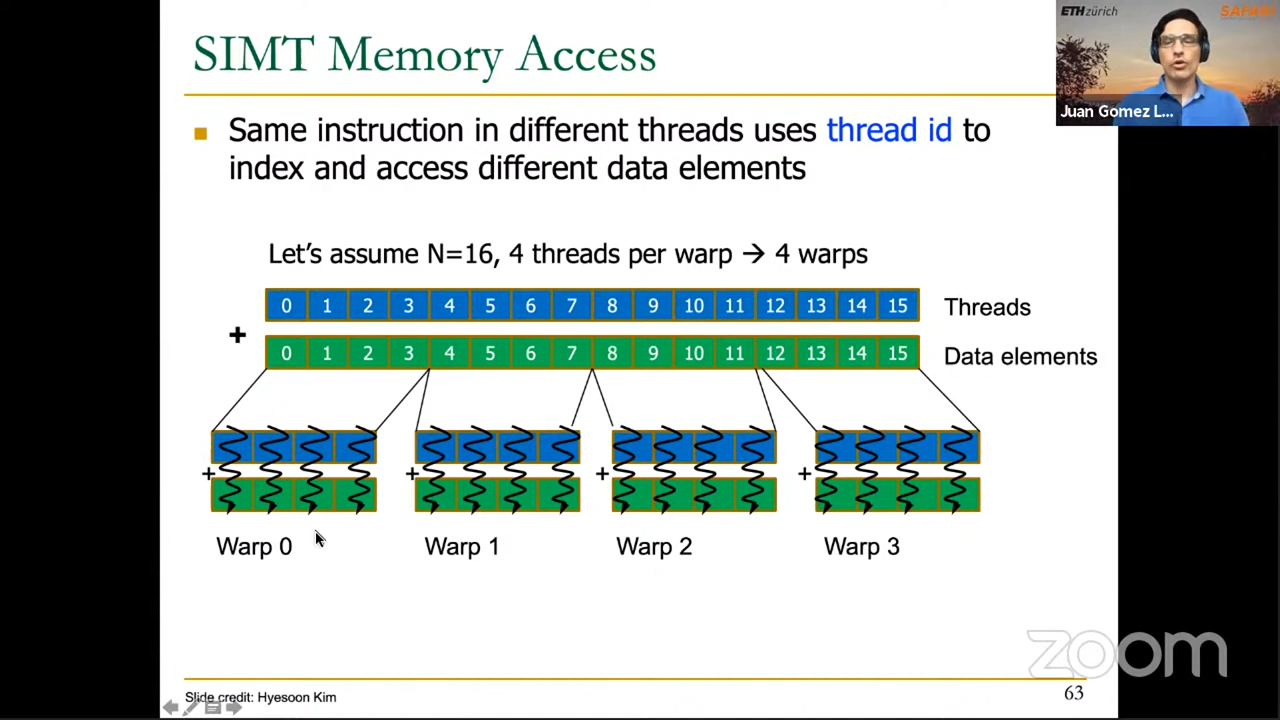 SIMT Memory Access
ETH zürich
SAFARI
Juan Gomez L...
Same instruction in different threads uses thread id to
index and access different data elements
Let's assume N=16, 4 threads per warp → 4 warps
0 1 2 3 4 5 6 7 8 9 10 11 12 13 14 15 Threads
+
0 1 2 3 4 5 6 7 8 9 10 11 12 13 14 15 Data elements
+ + + +
Warp 0 Warp 1 Warp 2 Warp 3
zoom
Slide credit: Hyesoon Kim 63